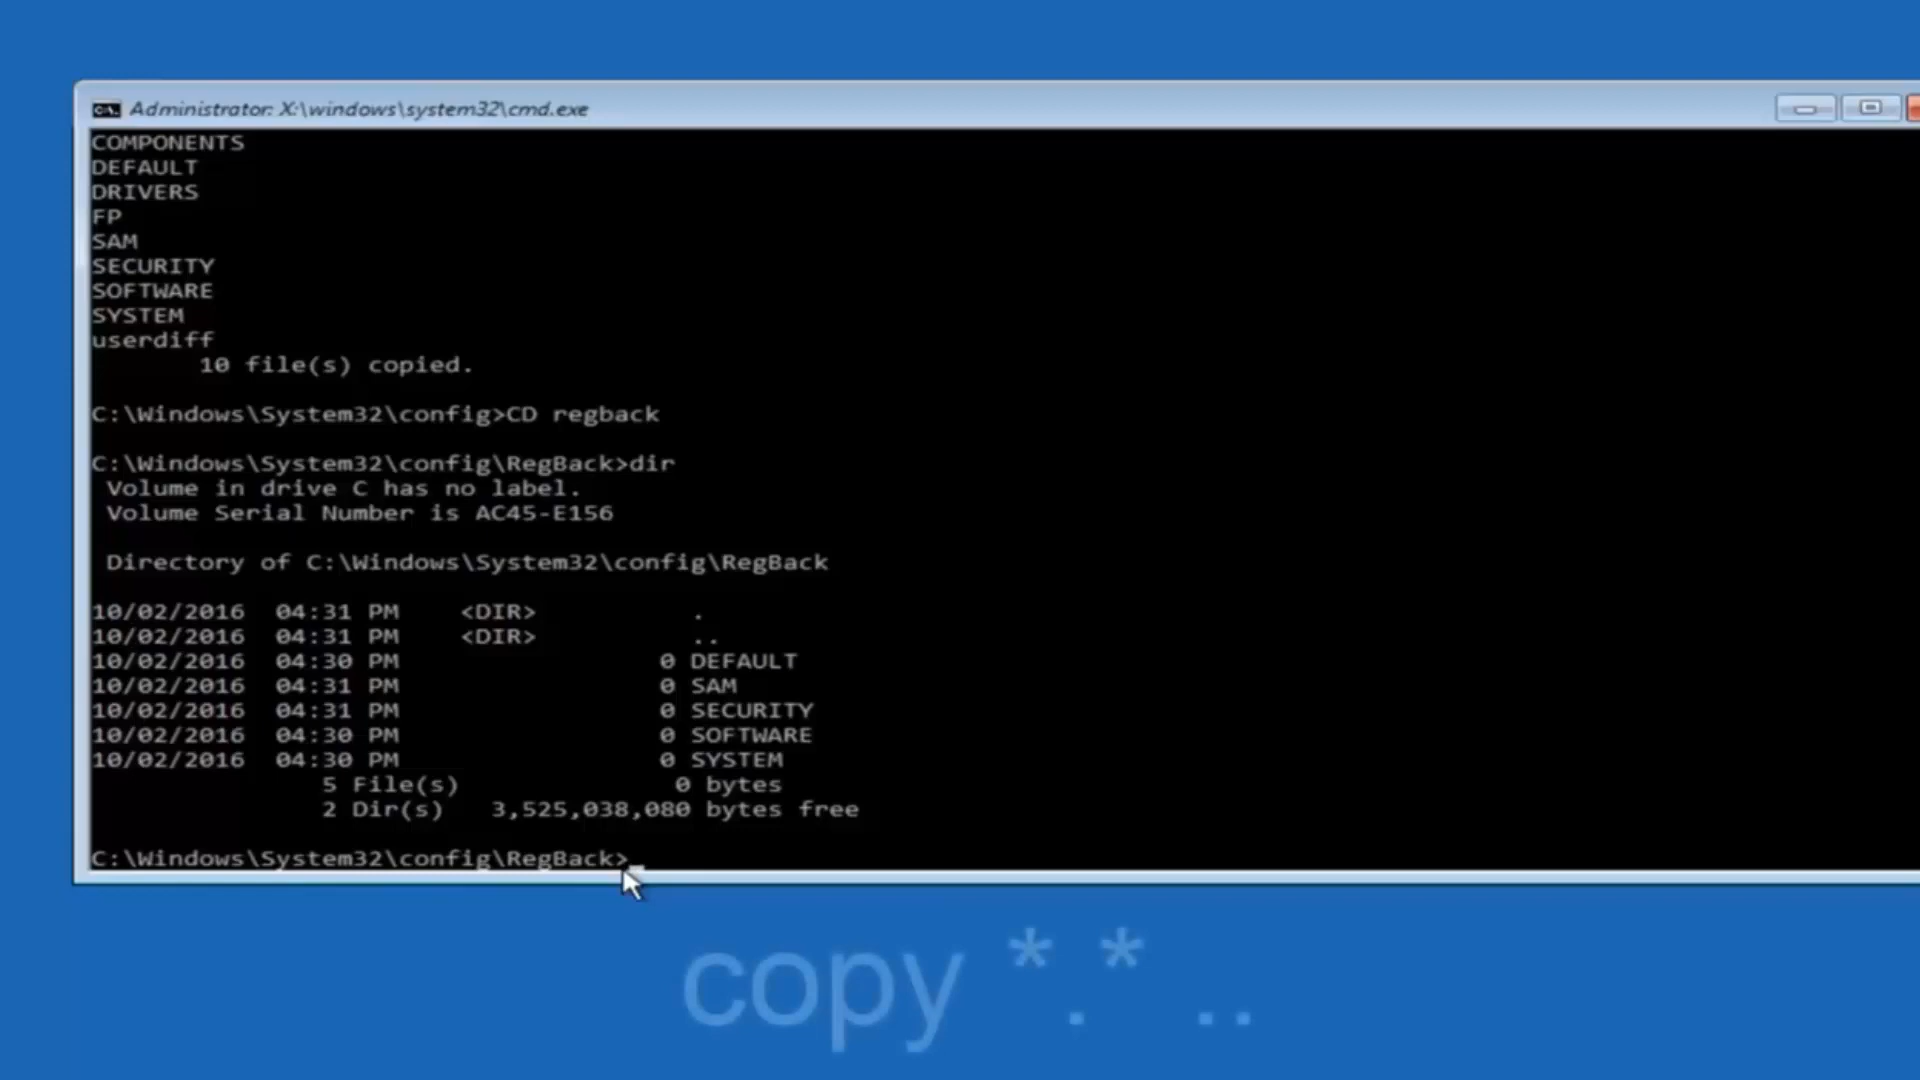 Administrator: X:\windows\system32\cmd.exe
COMPONENTS
DEFAULT
DRIVERS
FP
SAM
SECURITY
SOFTWARE
SYSTEM
userdiff
10 file(s) copied.
C:\Windows\System32\config>CD regback
C:\Windows\System32\config\RegBack>dir
Volume in drive C has no label.
Volume Serial Number is AC45-E156
Directory of C:\Windows\System32\config\RegBack
10/02/2016 04:31 PM <DIR> .
10/02/2016 04:31 PM <DIR> ..
10/02/2016 04:30 PM 0 DEFAULT
10/02/2016 04:31 PM 0 SAM
10/02/2016 04:31 PM 0 SECURITY
10/02/2016 04:30 PM 0 SOFTWARE
10/02/2016 04:30 PM 0 SYSTEM
5 File(s) 0 bytes
2 Dir(s) 3,525,038,080 bytes free
C:\Windows\System32\config\RegBack>_
copy *.* ..